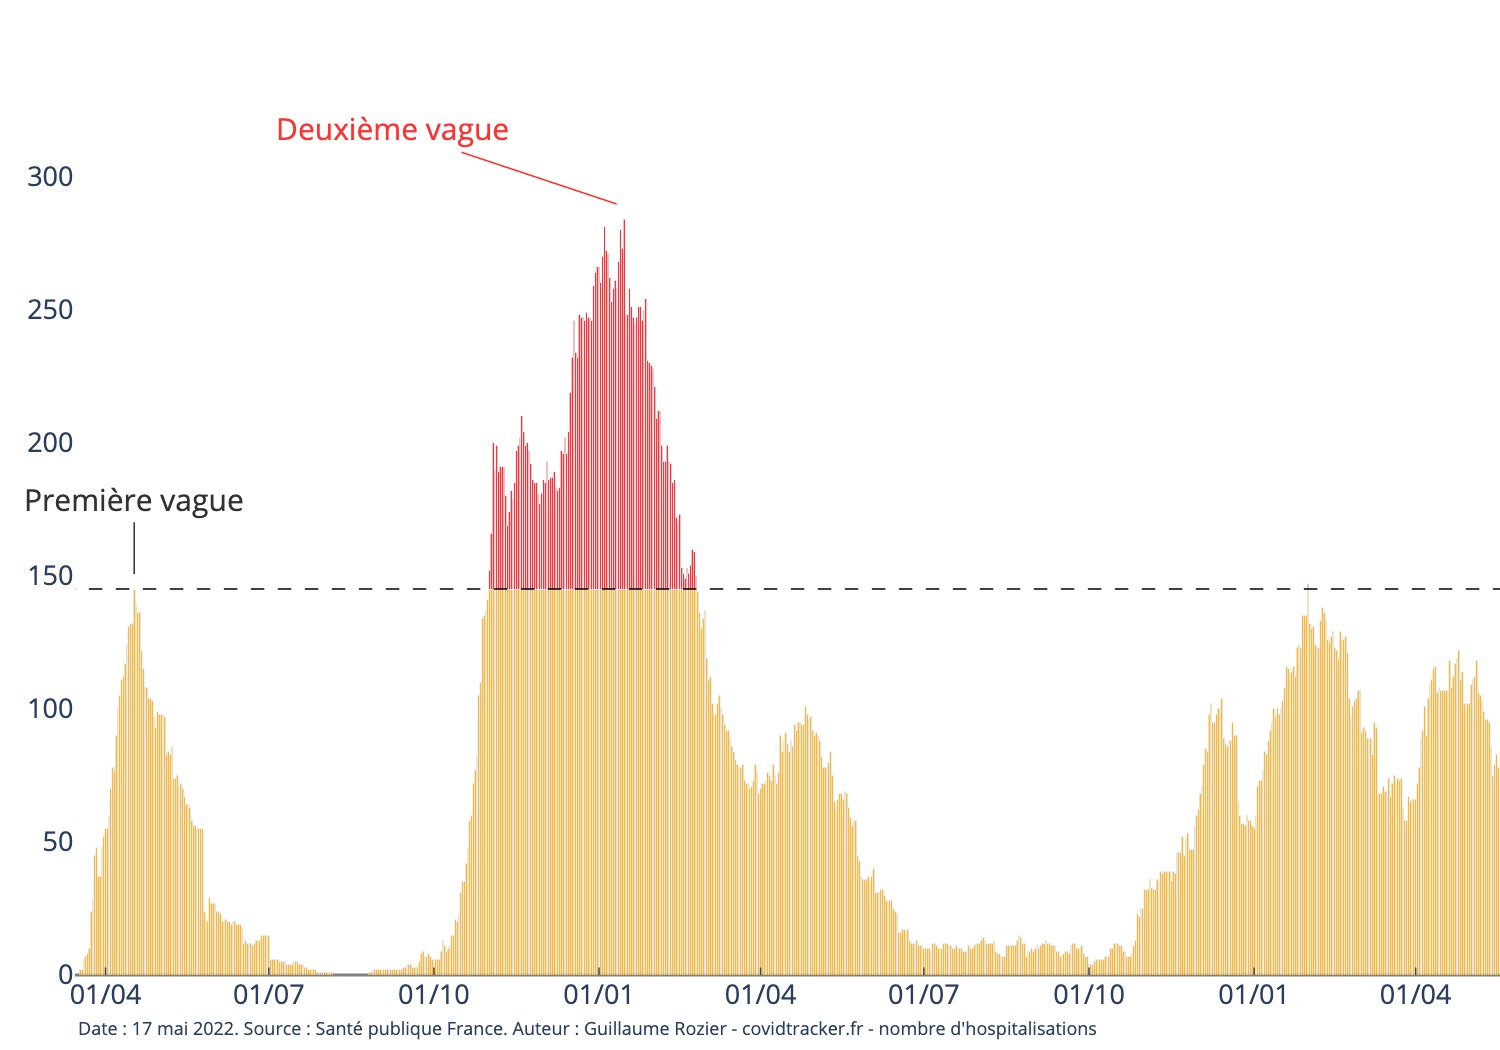 Deuxième vague
300
250
200
Première vague
150
100
50
0
01/04 01/07 01/10 01/01 01/04 01/07 01/10 01/01 01/04
Date : 17 mai 2022. Source : Santé publique France. Auteur : Guillaume Rozier - covidtracker.fr - nombre d'hospitalisations